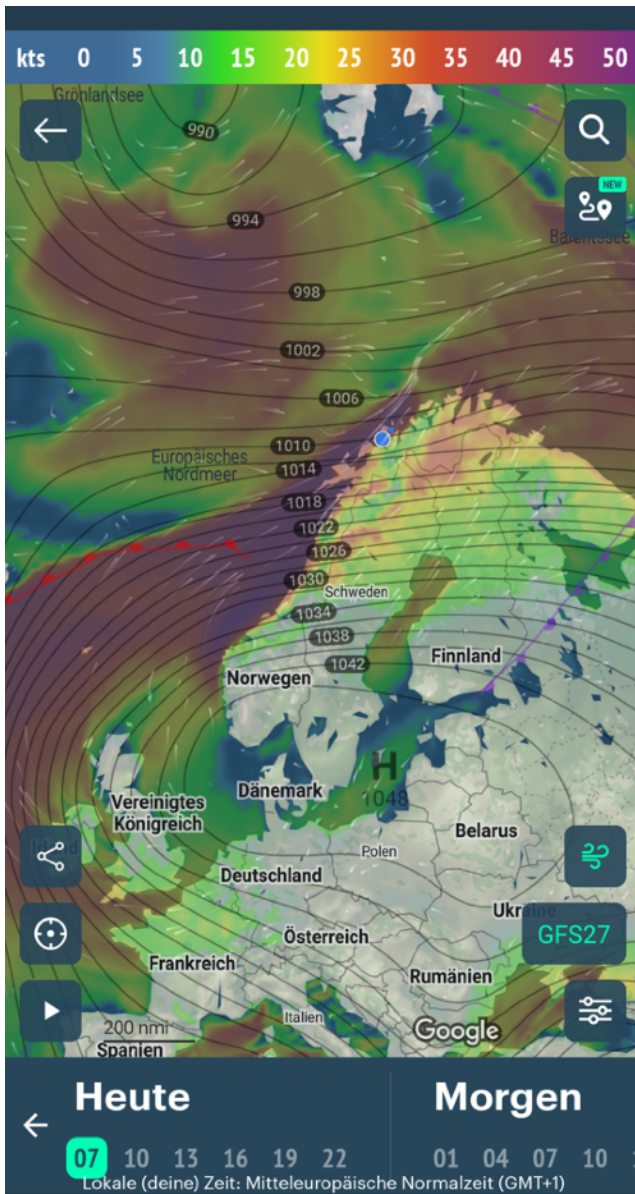 kts 0 5 10 15 20 25 30 35 40 45 50
Grönlandsee
990
NEW
994
Barentssee
998
1002
1006
1010
Europäisches
Nordmeer
1014
1018
1022
1026
1030
Schweden
1034
1038
1042
Finnland
Norwegen
H
1048
Dänemark
Vereinigtes
Königreich
Belarus
Polen
Deutschland
Ukraine
GFS27
Österreich
Frankreich
Rumänien
Italien
200 nmi
Google
Spanien
Heute
Morgen
07 10 13 16 19 22 01 04 07 10
Lokale (deine) Zeit: Mitteleuropäische Normalzeit (GMT+1)